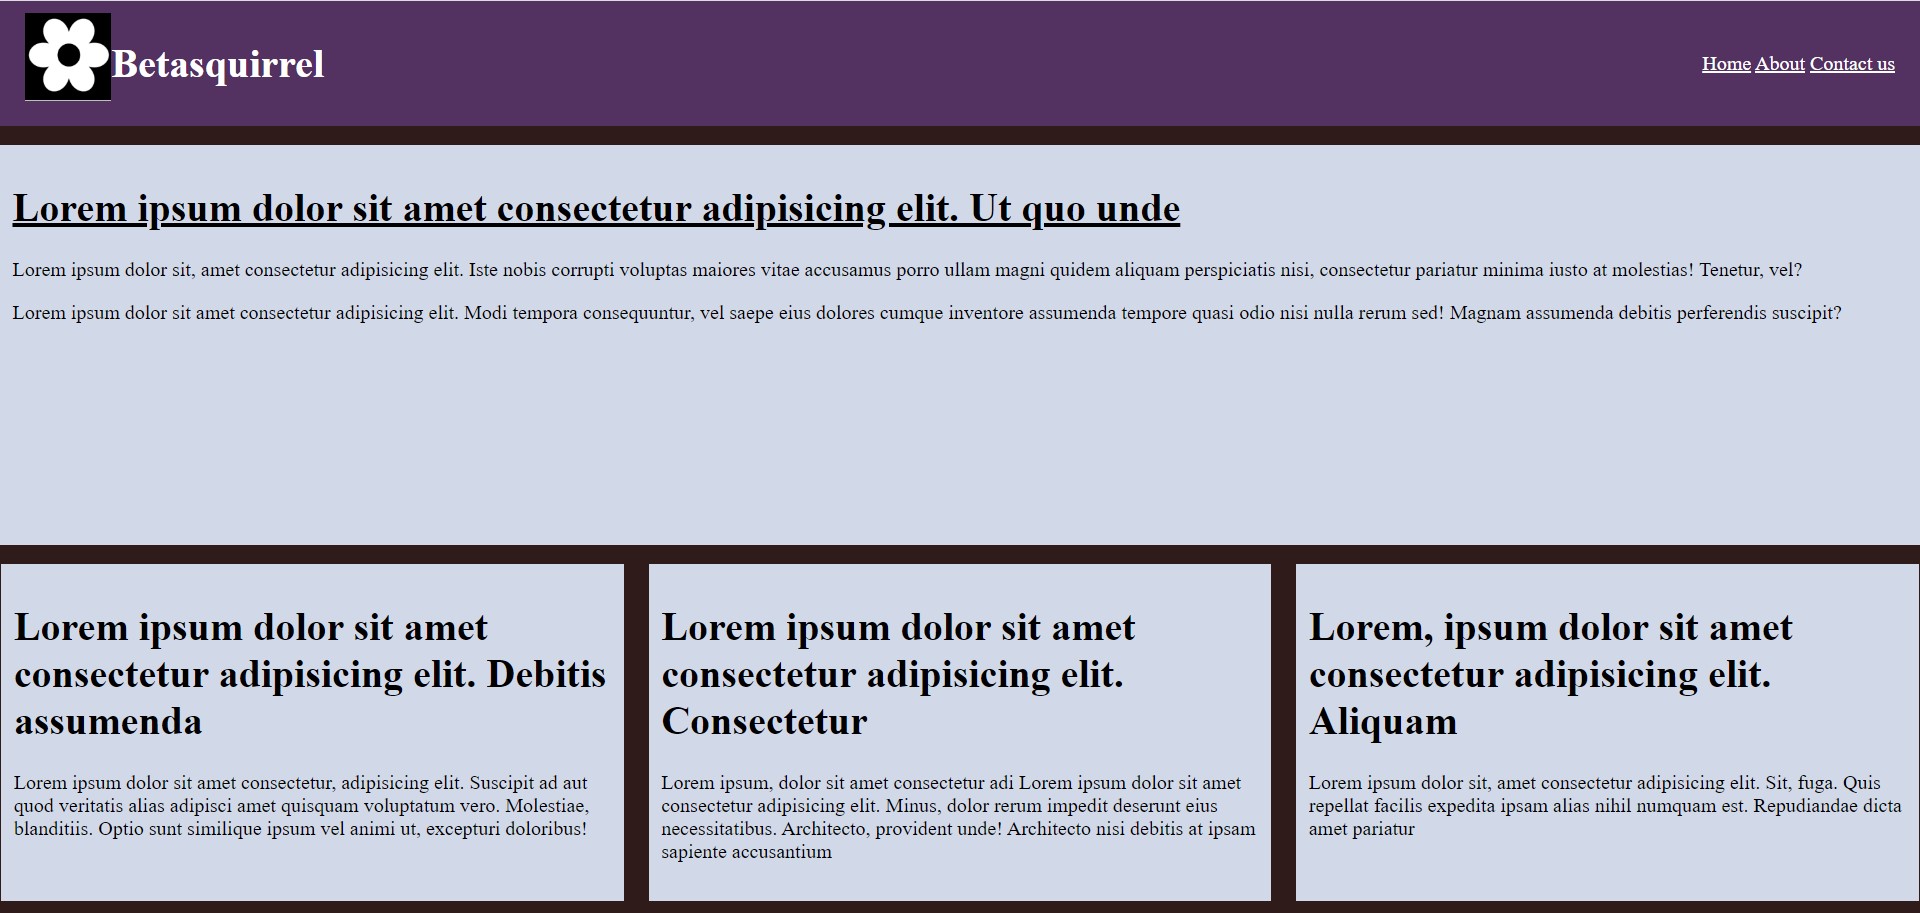 Betasquirrel
Home About Contact us
Lorem ipsum dolor sit amet consectetur adipisicing elit. Ut quo unde
Lorem ipsum dolor sit, amet consectetur adipisicing elit. Iste nobis corrupti voluptas maiores vitae accusamus porro ullam magni quidem aliquam perspiciatis nisi, consectetur pariatur minima iusto at molestias! Tenetur, vel?
Lorem ipsum dolor sit amet consectetur adipisicing elit. Modi tempora consequuntur, vel saepe eius dolores cumque inventore assumenda tempore quasi odio nisi nulla rerum sed! Magnam assumenda debitis perferendis suscipit?
Lorem ipsum dolor sit amet
consectetur adipisicing elit. Debitis
assumenda
Lorem ipsum dolor sit amet consectetur, adipisicing elit. Suscipit ad aut
quod veritatis alias adipisci amet quisquam voluptatum vero. Molestiae,
blanditiis. Optio sunt similique ipsum vel animi ut, excepturi doloribus!
Lorem ipsum dolor sit amet
consectetur adipisicing elit.
Consectetur
Lorem ipsum, dolor sit amet consectetur adi Lorem ipsum dolor sit amet
consectetur adipisicing elit. Minus, dolor rerum impedit deserunt eius
necessitatibus. Architecto, provident unde! Architecto nisi debitis at ipsam
sapiente accusantium
Lorem, ipsum dolor sit amet
consectetur adipisicing elit.
Aliquam
Lorem ipsum dolor sit, amet consectetur adipisicing elit. Sit, fuga. Quis
repellat facilis expedita ipsam alias nihil numquam est. Repudiandae dicta
amet pariatur